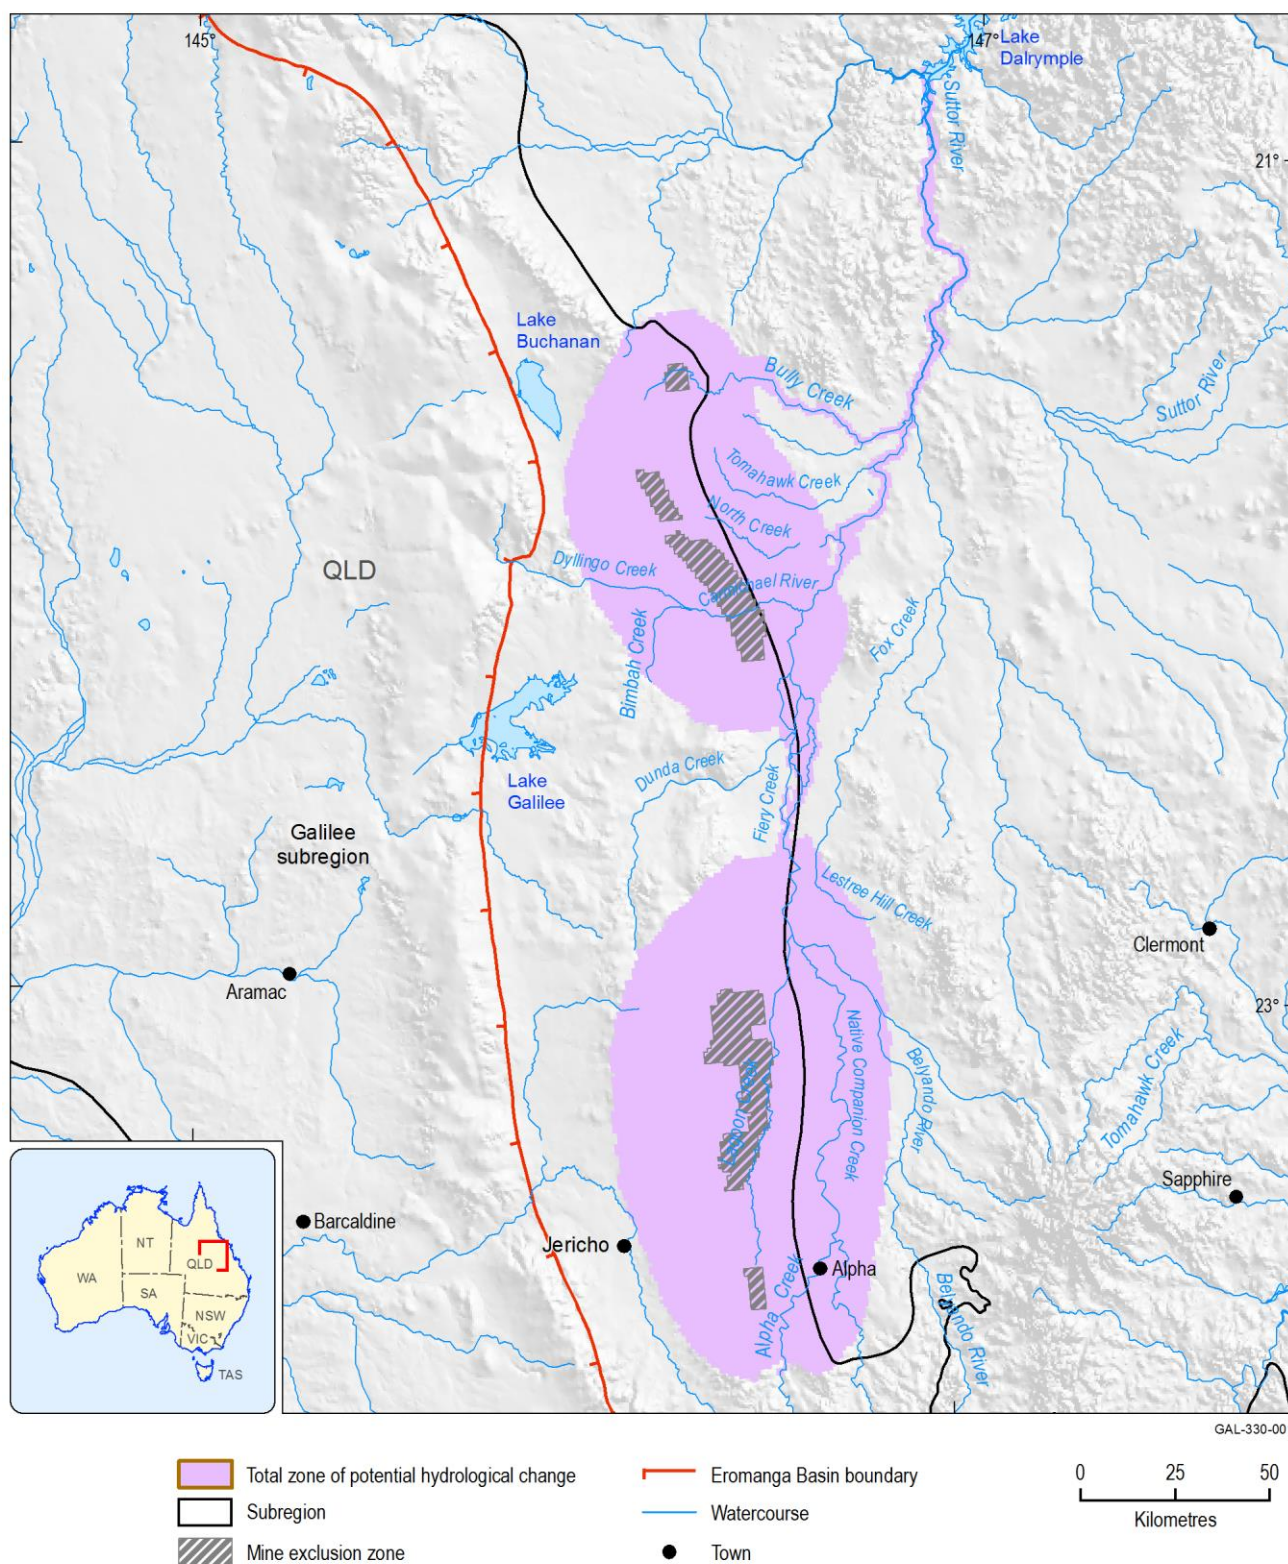 145°
147°
Lake
Dalrymple
Suttor River
21°
Lake
Buchanan
Bully Creek
Suttor River
Tomahawk Creek
North Creek
Dyllingo Creek
QLD
Carmichael River
Bimbah Creek
Fox Creek
Dunda Creek
Lake
Galilee
Fiery Creek
Galilee
subregion
Lestree Hill Creek
Clermont
Aramac
23°
Native Companion Creek
Belyando River
Lagoon Creek
Tomahawk Creek
Sapphire
Barcaldine
Jericho
Alpha
Alpha Creek
Belyando River
NT
QLD
WA
SA
NSW
VIC
TAS
GAL-330-001
Total zone of potential hydrological change
Subregion
Mine exclusion zone
Eromanga Basin boundary
Watercourse
Town
0 25 50
Kilometres